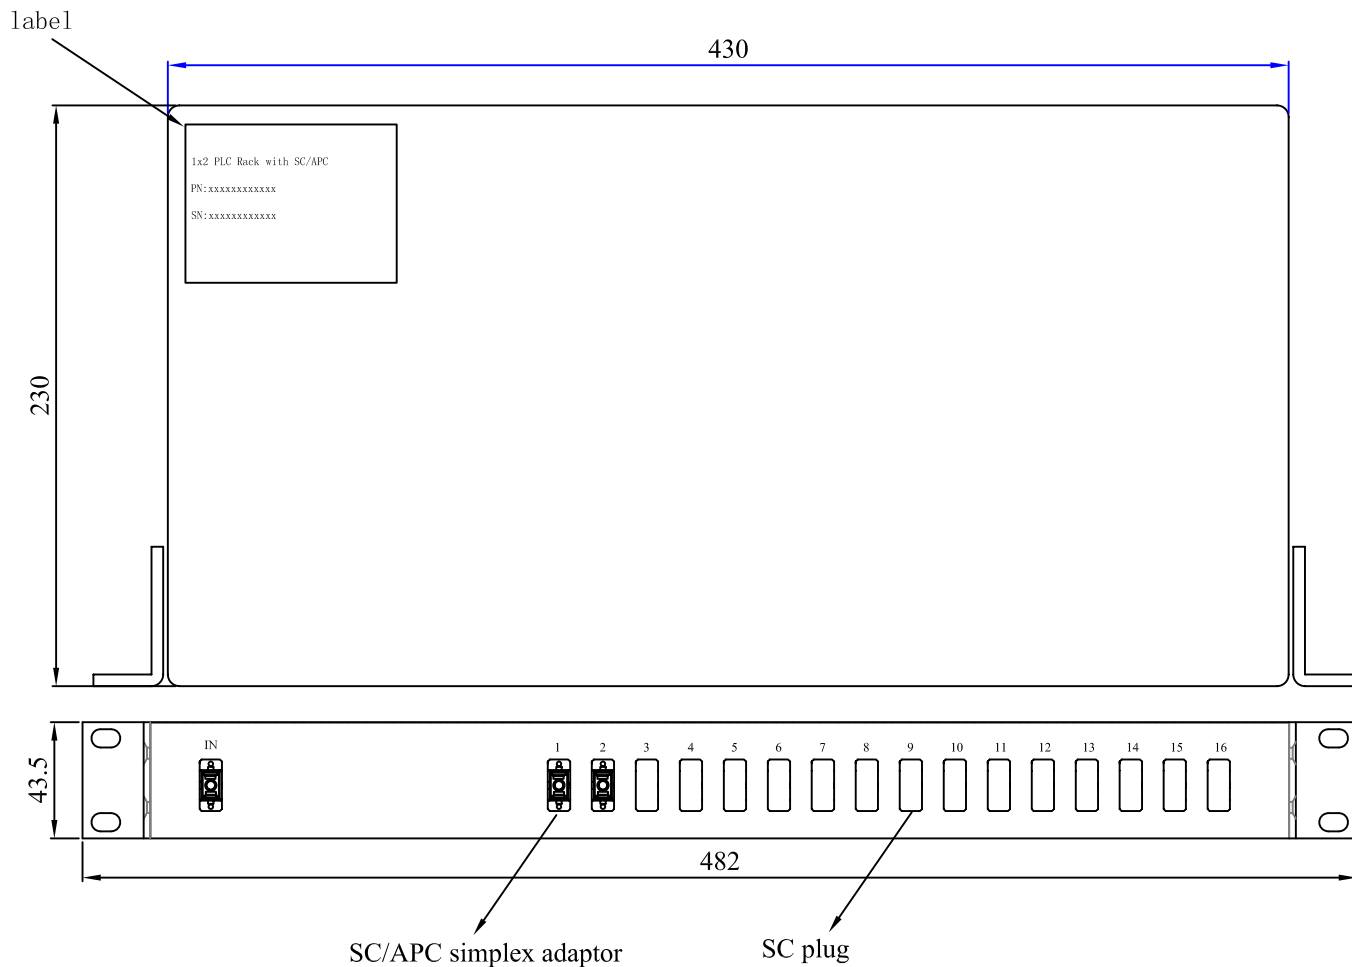 label
430
1x2 PLC Rack with SC/APC
PN:xxxxxxxxxxxx
SN:xxxxxxxxxxxx
230
IN
1 2 3 4 5 6 7 8 9 10 11 12 13 14 15 16
43.5
482
SC/APC simplex adaptor
SC plug